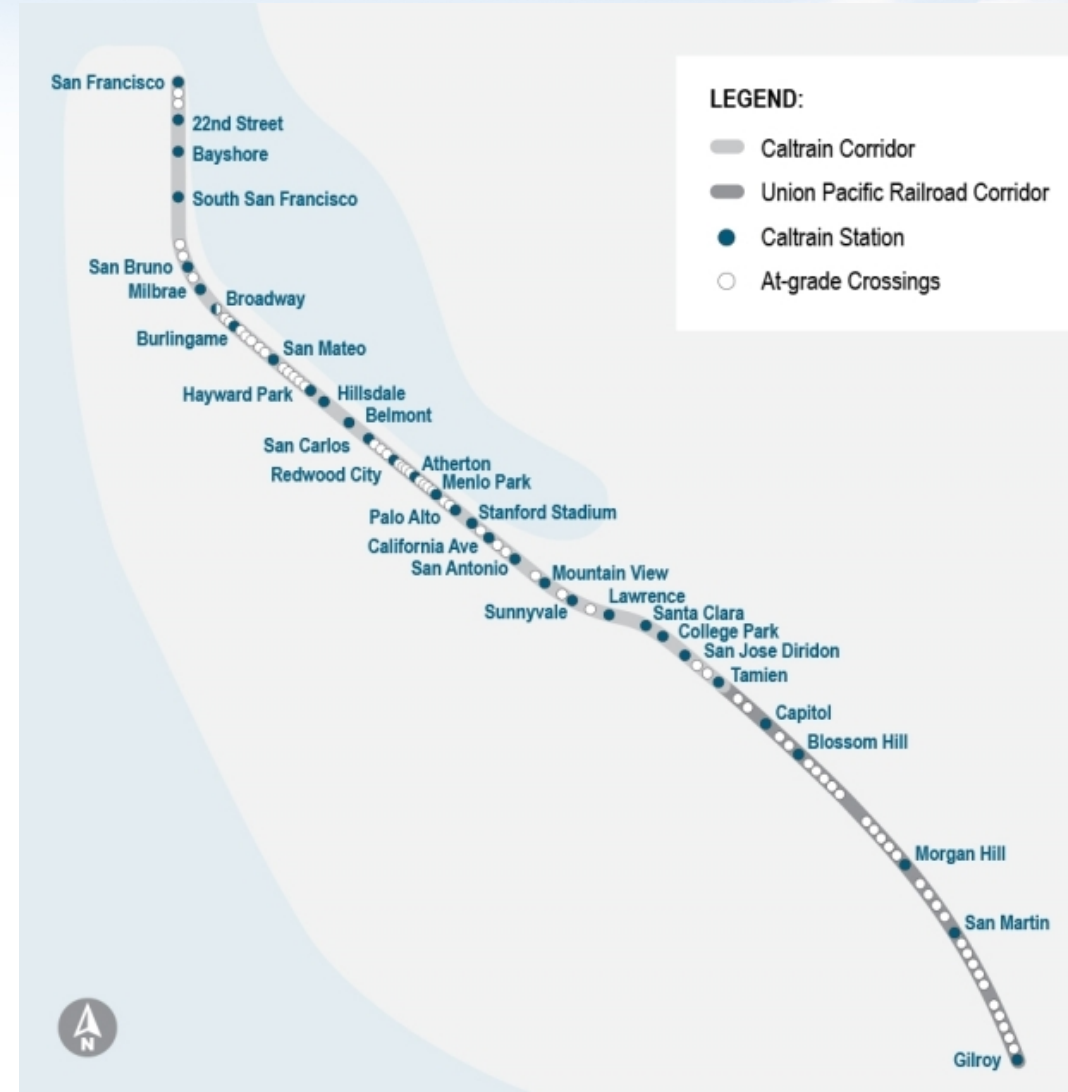 San Francisco
22nd Street
Bayshore
South San Francisco
San Bruno
Milbrae
Broadway
Burlingame
San Mateo
Hayward Park
Hillsdale
Belmont
San Carlos
Redwood City
Atherton
Menlo Park
Palo Alto
Stanford Stadium
California Ave
San Antonio
Mountain View
Sunnyvale
Lawrence
Santa Clara
College Park
San Jose Diridon
Tamien
Capitol
Blossom Hill
Morgan Hill
San Martin
Gilroy
LEGEND:
Caltrain Corridor
Union Pacific Railroad Corridor
Caltrain Station
At-grade Crossings
N